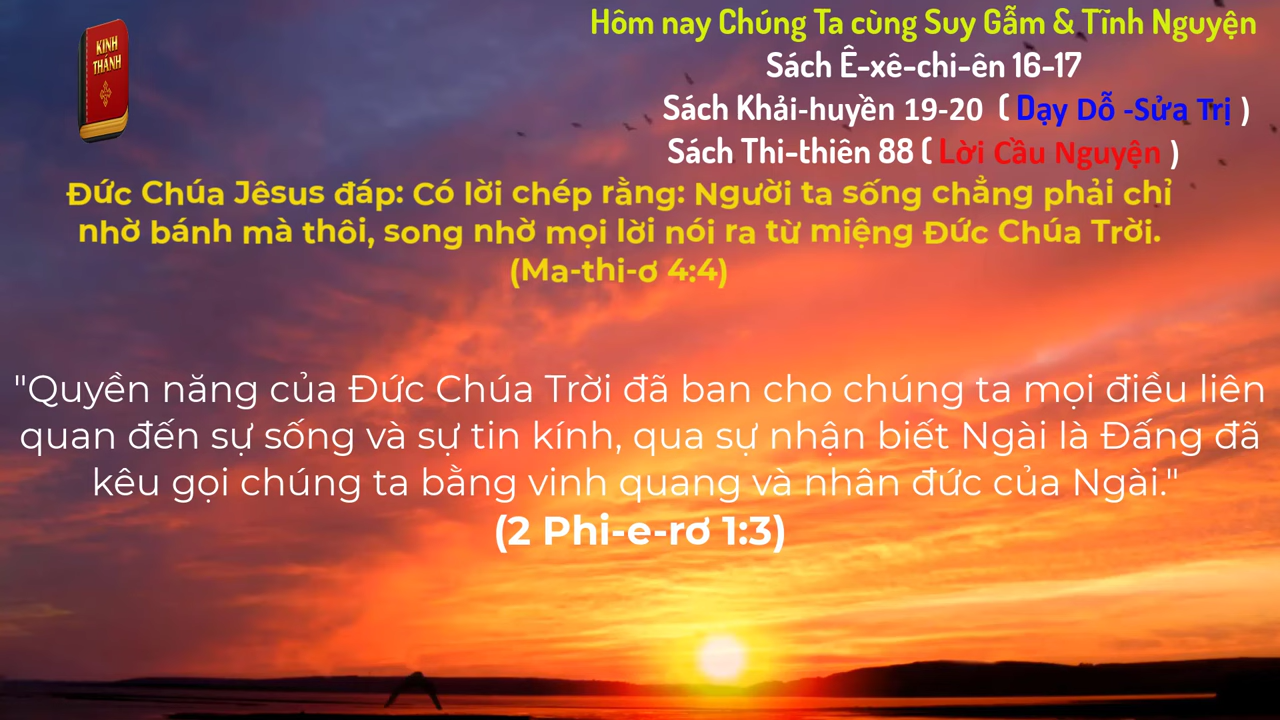 KINH
THÁNH
Hôm nay Chúng Ta cùng Suy Gẫm & Tĩnh Nguyện
Sách Ê-xê-chi-ên 16-17
Sách Khải-huyền 19-20 ( Dạy Dỗ -Sửa Trị )
Sách Thi-thiên 88 ( Lời Cầu Nguyện )
Đức Chúa Jêsus đáp: Có lời chép rằng: Người ta sống chẳng phải chỉ
nhờ bánh mà thôi, song nhờ mọi lời nói ra từ miệng Đức Chúa Trời.
(Ma-thi-ơ 4:4)
"Quyền năng của Đức Chúa Trời đã ban cho chúng ta mọi điều liên
quan đến sự sống và sự tin kính, qua sự nhận biết Ngài là Đấng đã
kêu gọi chúng ta bằng vinh quang và nhân đức của Ngài."
(2 Phi-e-rơ 1:3)